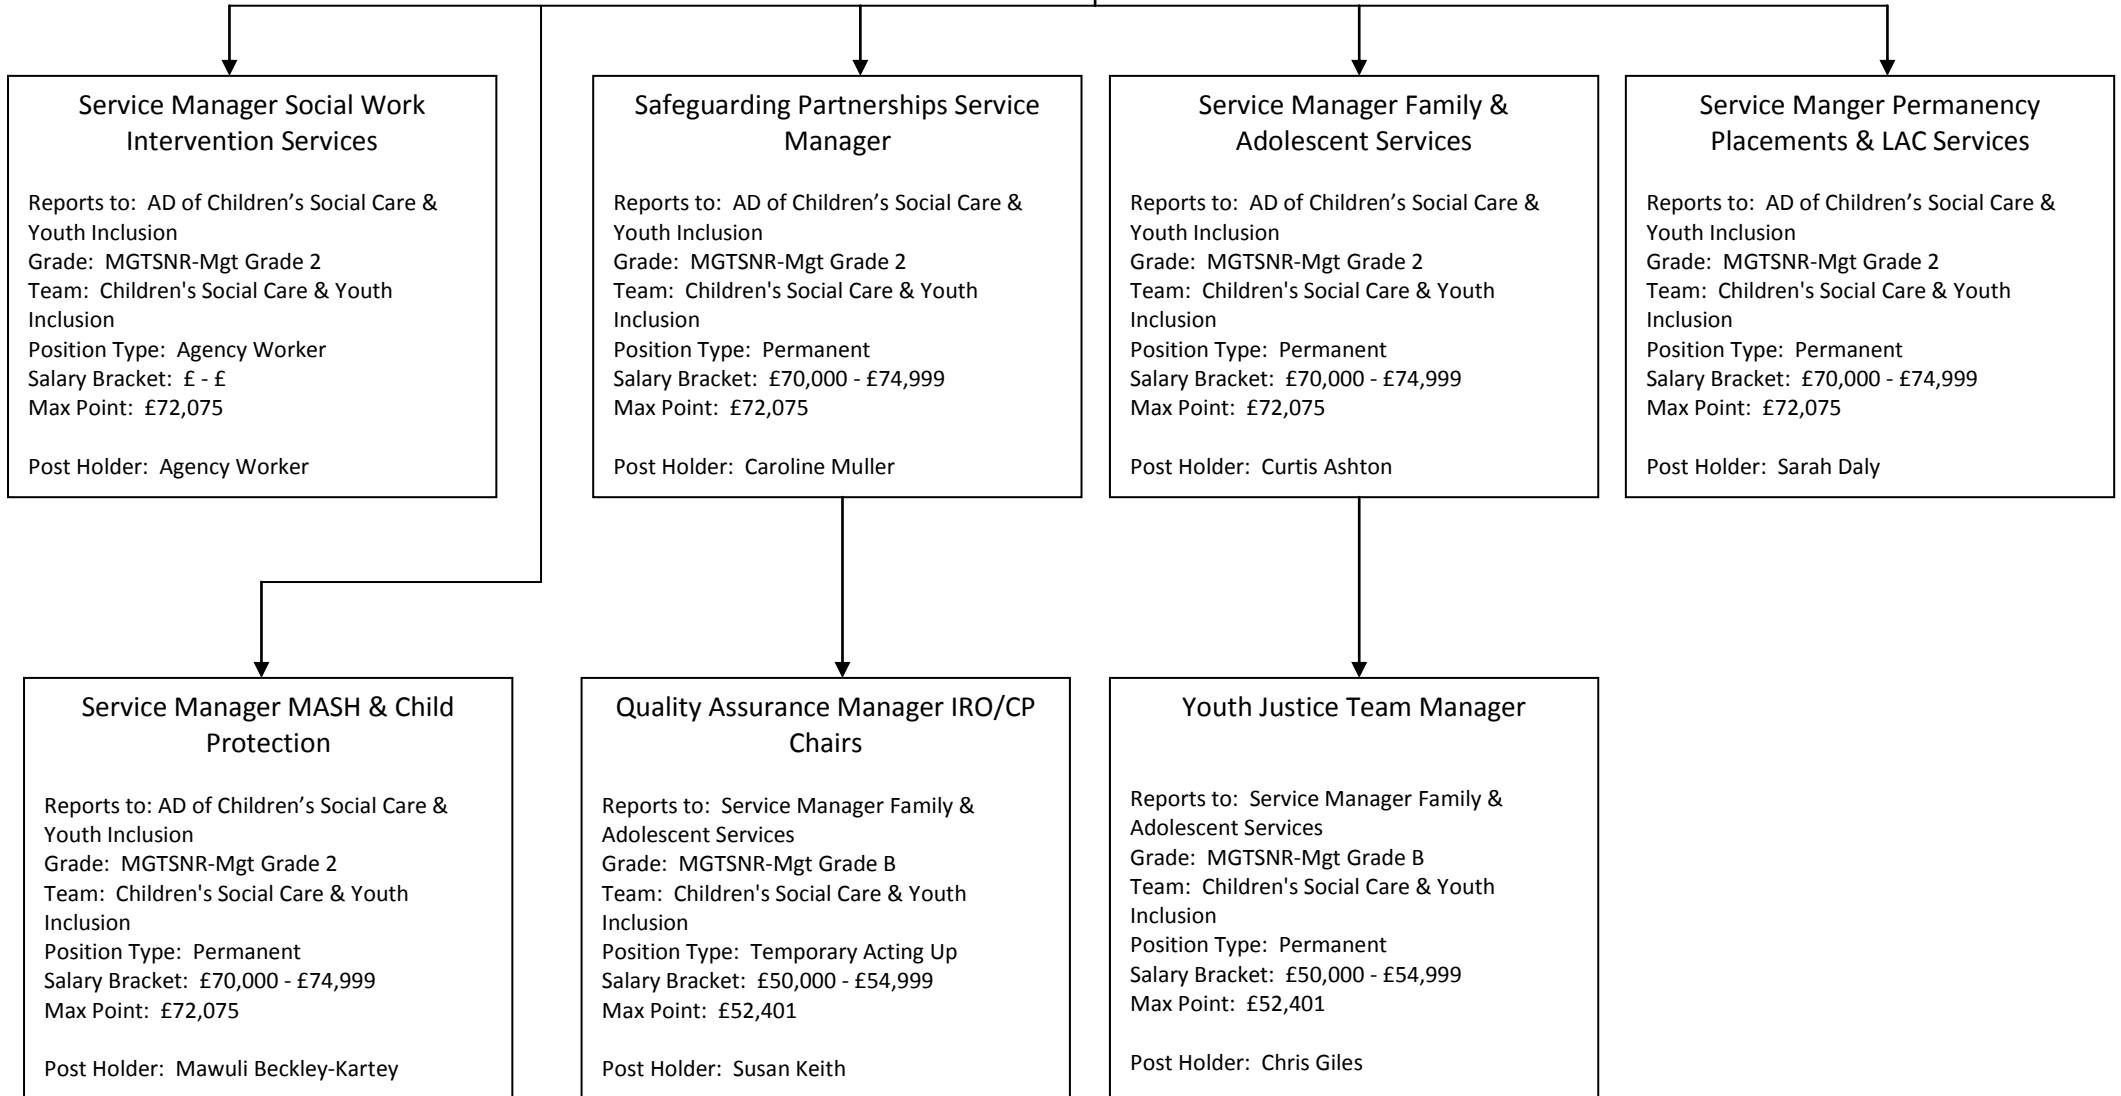 Service Manager Social Work
Intervention Services
Reports to: AD of Children’s Social Care &
Youth Inclusion
Grade: MGTSNR-Mgt Grade 2
Team: Children's Social Care & Youth
Inclusion
Position Type: Agency Worker
Salary Bracket: £ - £
Max Point: £72,075
Post Holder: Agency Worker
Safeguarding Partnerships Service
Manager
Reports to: AD of Children’s Social Care &
Youth Inclusion
Grade: MGTSNR-Mgt Grade 2
Team: Children's Social Care & Youth
Inclusion
Position Type: Permanent
Salary Bracket: £70,000 - £74,999
Max Point: £72,075
Post Holder: Caroline Muller
Service Manager Family &
Adolescent Services
Reports to: AD of Children’s Social Care &
Youth Inclusion
Grade: MGTSNR-Mgt Grade 2
Team: Children's Social Care & Youth
Inclusion
Position Type: Permanent
Salary Bracket: £70,000 - £74,999
Max Point: £72,075
Post Holder: Curtis Ashton
Service Manger Permanency
Placements & LAC Services
Reports to: AD of Children’s Social Care &
Youth Inclusion
Grade: MGTSNR-Mgt Grade 2
Team: Children's Social Care & Youth
Inclusion
Position Type: Permanent
Salary Bracket: £70,000 - £74,999
Max Point: £72,075
Post Holder: Sarah Daly
Service Manager MASH & Child
Protection
Reports to: AD of Children’s Social Care &
Youth Inclusion
Grade: MGTSNR-Mgt Grade 2
Team: Children's Social Care & Youth
Inclusion
Position Type: Permanent
Salary Bracket: £70,000 - £74,999
Max Point: £72,075
Post Holder: Mawuli Beckley-Kartey
Quality Assurance Manager IRO/CP
Chairs
Reports to: Service Manager Family &
Adolescent Services
Grade: MGTSNR-Mgt Grade B
Team: Children's Social Care & Youth
Inclusion
Position Type: Temporary Acting Up
Salary Bracket: £50,000 - £54,999
Max Point: £52,401
Post Holder: Susan Keith
Youth Justice Team Manager
Reports to: Service Manager Family &
Adolescent Services
Grade: MGTSNR-Mgt Grade B
Team: Children's Social Care & Youth
Inclusion
Position Type: Permanent
Salary Bracket: £50,000 - £54,999
Max Point: £52,401
Post Holder: Chris Giles